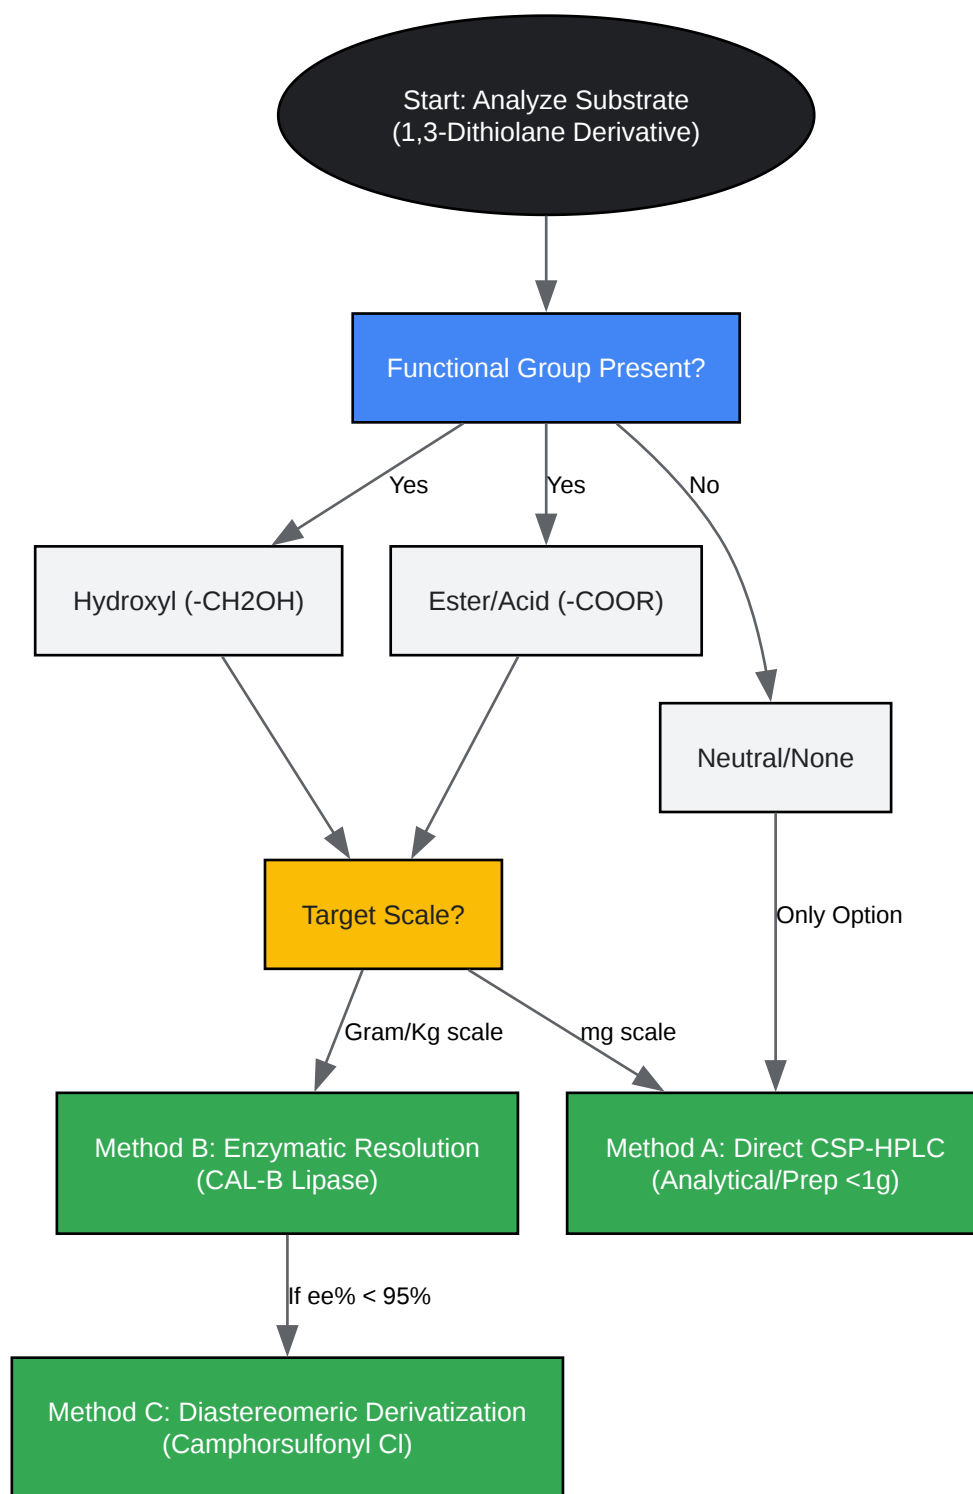 Start: Analyze Substrate
(1,3-Dithiolane Derivative)
Functional Group Present?
Yes
Yes
No
Hydroxyl (-CH2OH)
Ester/Acid (-COOR)
Neutral/None
Target Scale?
Only Option
Gram/Kg scale
mg scale
Method B: Enzymatic Resolution
(CAL-B Lipase)
Method A: Direct CSP-HPLC
(Analytical/Prep <1g)
If ee% < 95%
Method C: Diastereomeric Derivatization
(Camphorsulfonyl Cl)